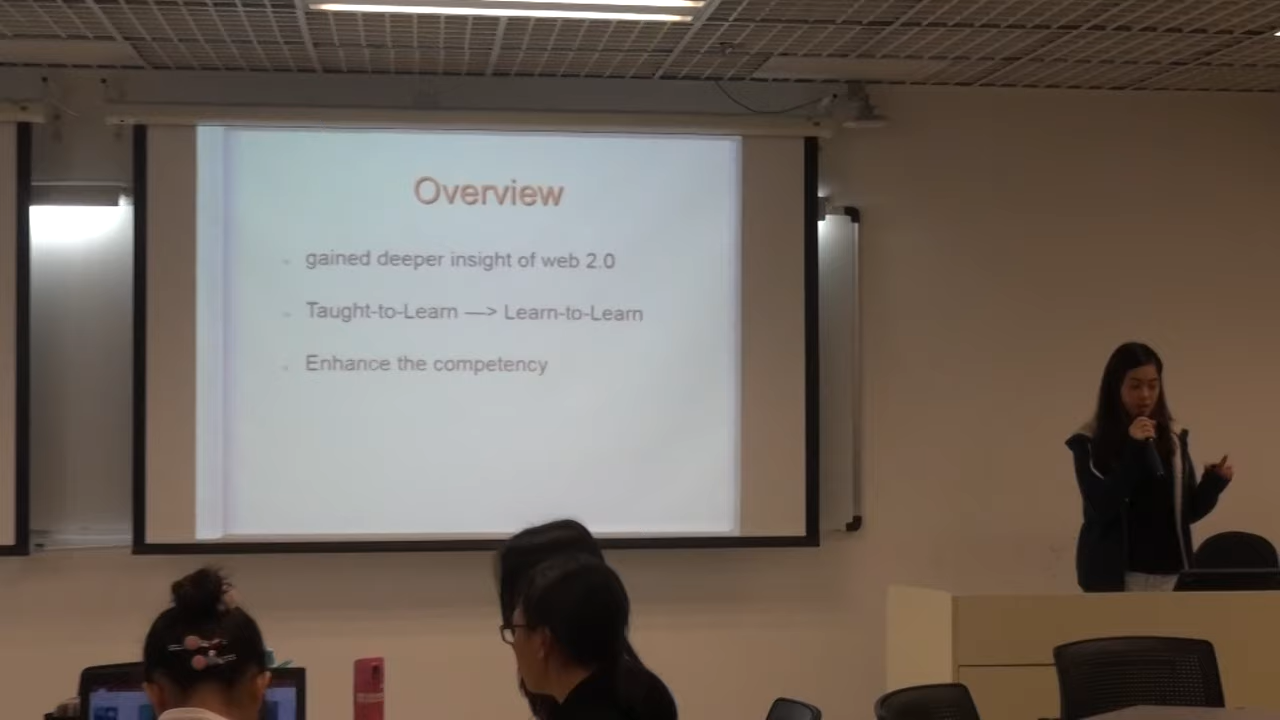 Overview
gained deeper insight of web 2.0
Taught-to-Learn —> Learn-to-Learn
Enhance the competency